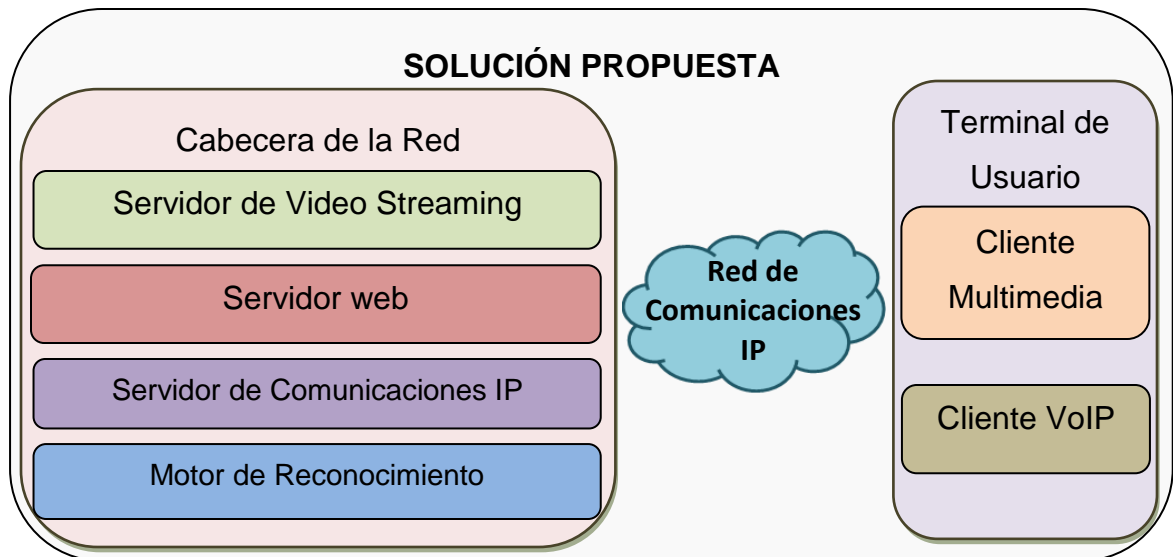 SOLUCIÓN PROPUESTA
Cabecera de la Red
Servidor de Video Streaming
Servidor web
Servidor de Comunicaciones IP
Motor de Reconocimiento
Red de
Comunicaciones
IP
Terminal de
Usuario
Cliente
Multimedia
Cliente VoIP